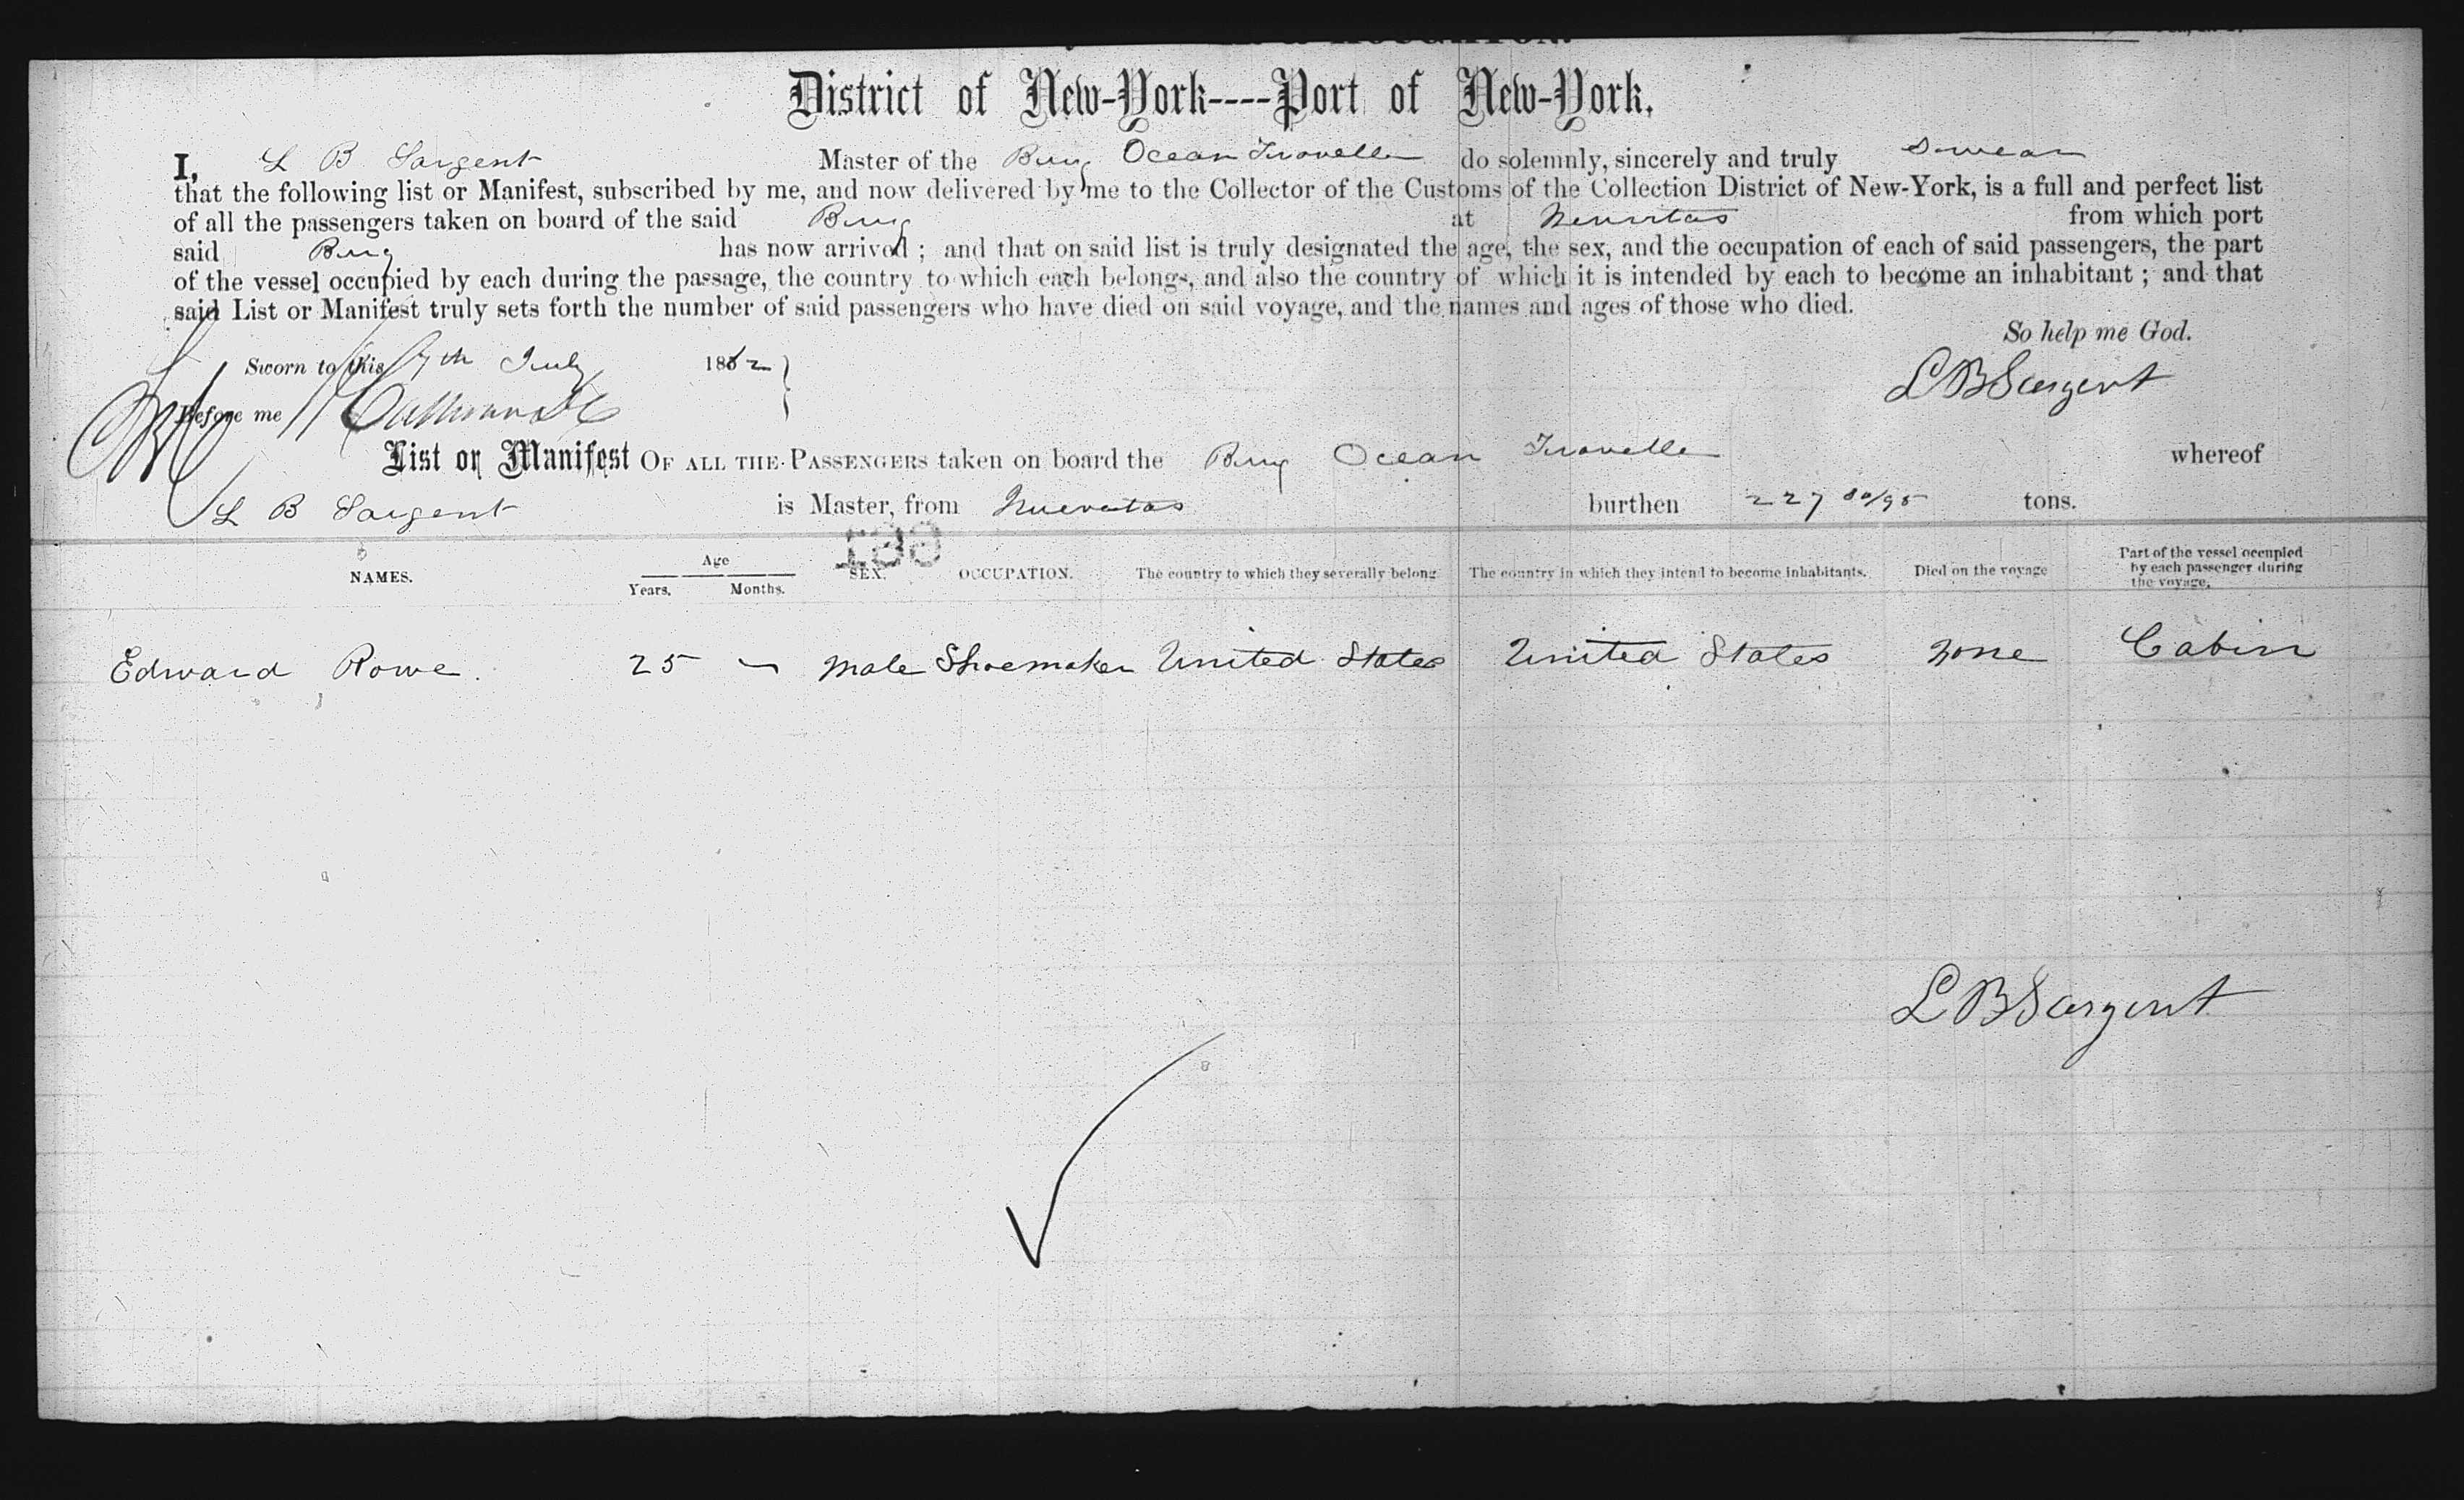 District of New-York----Port of New-York.
I, L B Sargent Master of the Brig Ocean Traveller do solemnly, sincerely and truly swear
that the following list or Manifest, subscribed by me, and now delivered by me to the Collector of the Customs of the Collection District of New-York, is a full and perfect list
of all the passengers taken on board of the said Brig at Nuevitas from which port
said Brig has now arrived ; and that on said list is truly designated the age, the sex, and the occupation of each of said passengers, the part
of the vessel occupied by each during the passage, the country to which each belongs, and also the country of which it is intended by each to become an inhabitant ; and that
said List or Manifest truly sets forth the number of said passengers who have died on said voyage, and the names and ages of those who died.
So help me God.
Sworn to this 7th July 1862
L B Sargent
Before me
List or Manifest OF ALL THE PASSENGERS taken on board the Brig Ocean Traveller whereof
L B Sargent is Master, from Nuevitas burthen 227 80/95 tons.
NAMES. Age Years. Months. SEX. OCCUPATION. The country to which they severally belong The country in which they intend to become inhabitants. Died on the voyage Part of the vessel occupied by each passenger during the voyage.
Edward Rowe. 25 - Male Shoemaker United States United States None Cabin
L B Sargent